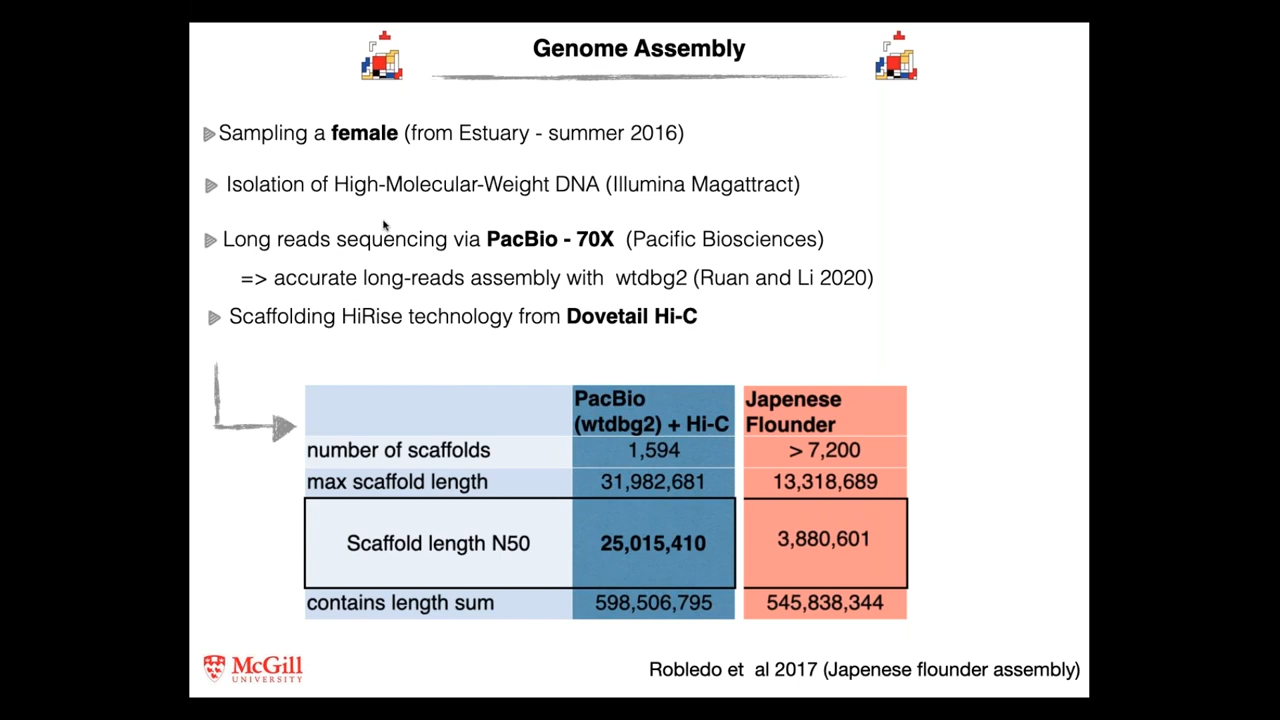 Genome Assembly
Sampling a female (from Estuary - summer 2016)
Isolation of High-Molecular-Weight DNA (Illumina Magattract)
Long reads sequencing via PacBio - 70X (Pacific Biosciences)
=> accurate long-reads assembly with wtdbg2 (Ruan and Li 2020)
Scaffolding HiRise technology from Dovetail Hi-C
PacBio Japenese
(wtdbg2) + Hi-C Flounder
number of scaffolds 1,594 > 7,200
max scaffold length 31,982,681 13,318,689
Scaffold length N50 25,015,410 3,880,601
contains length sum 598,506,795 545,838,344
McGill
UNIVERSITY
Robledo et al 2017 (Japenese flounder assembly)